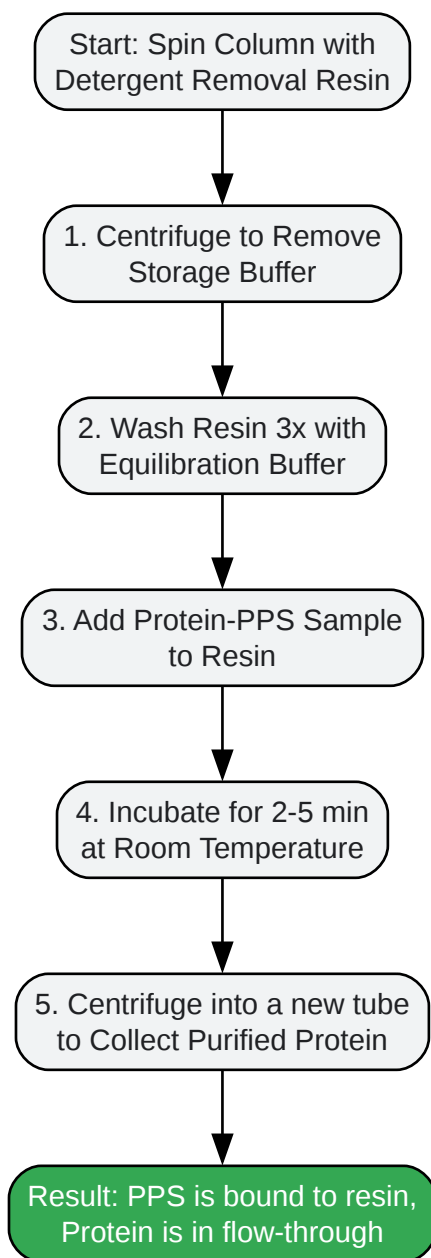 Start: Spin Column with
Detergent Removal Resin
1. Centrifuge to Remove
Storage Buffer
2. Wash Resin 3x with
Equilibration Buffer
3. Add Protein-PPS Sample
to Resin
4. Incubate for 2-5 min
at Room Temperature
5. Centrifuge into a new tube
to Collect Purified Protein
Result: PPS is bound to resin,
Protein is in flow-through